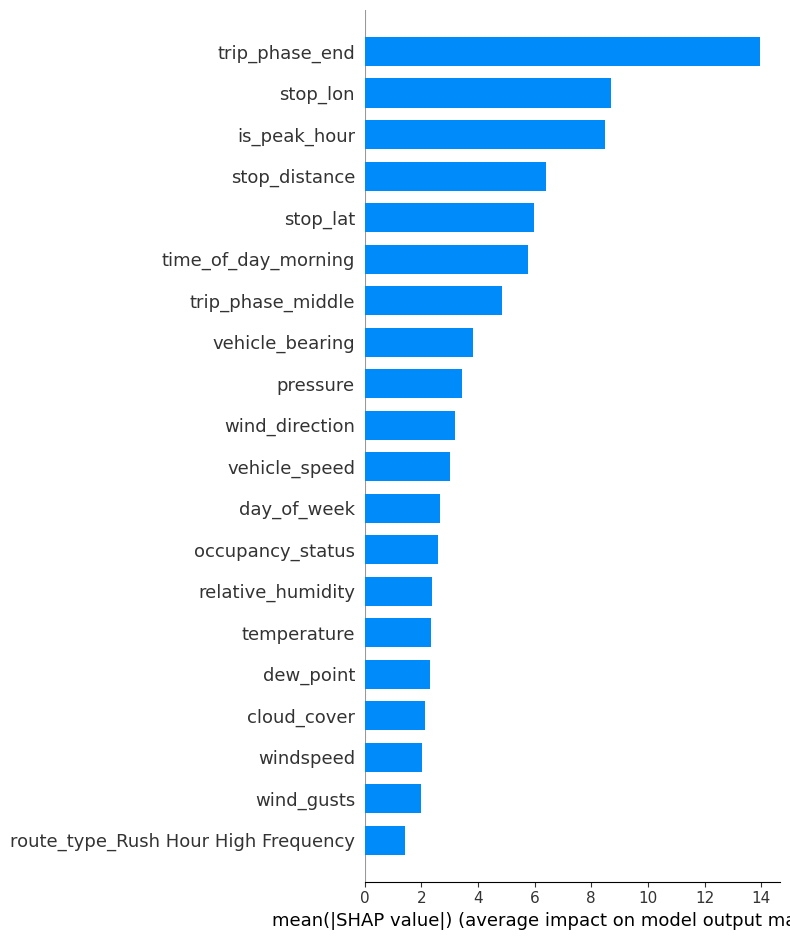 trip_phase_end
stop_lon
is_peak_hour
stop_distance
stop_lat
time_of_day_morning
trip_phase_middle
vehicle_bearing
pressure
wind_direction
vehicle_speed
day_of_week
occupancy_status
relative_humidity
temperature
dew_point
cloud_cover
windspeed
wind_gusts
route_type_Rush Hour High Frequency
0 2 4 6 8 10 12 14
mean(|SHAP value|) (average impact on model output ma